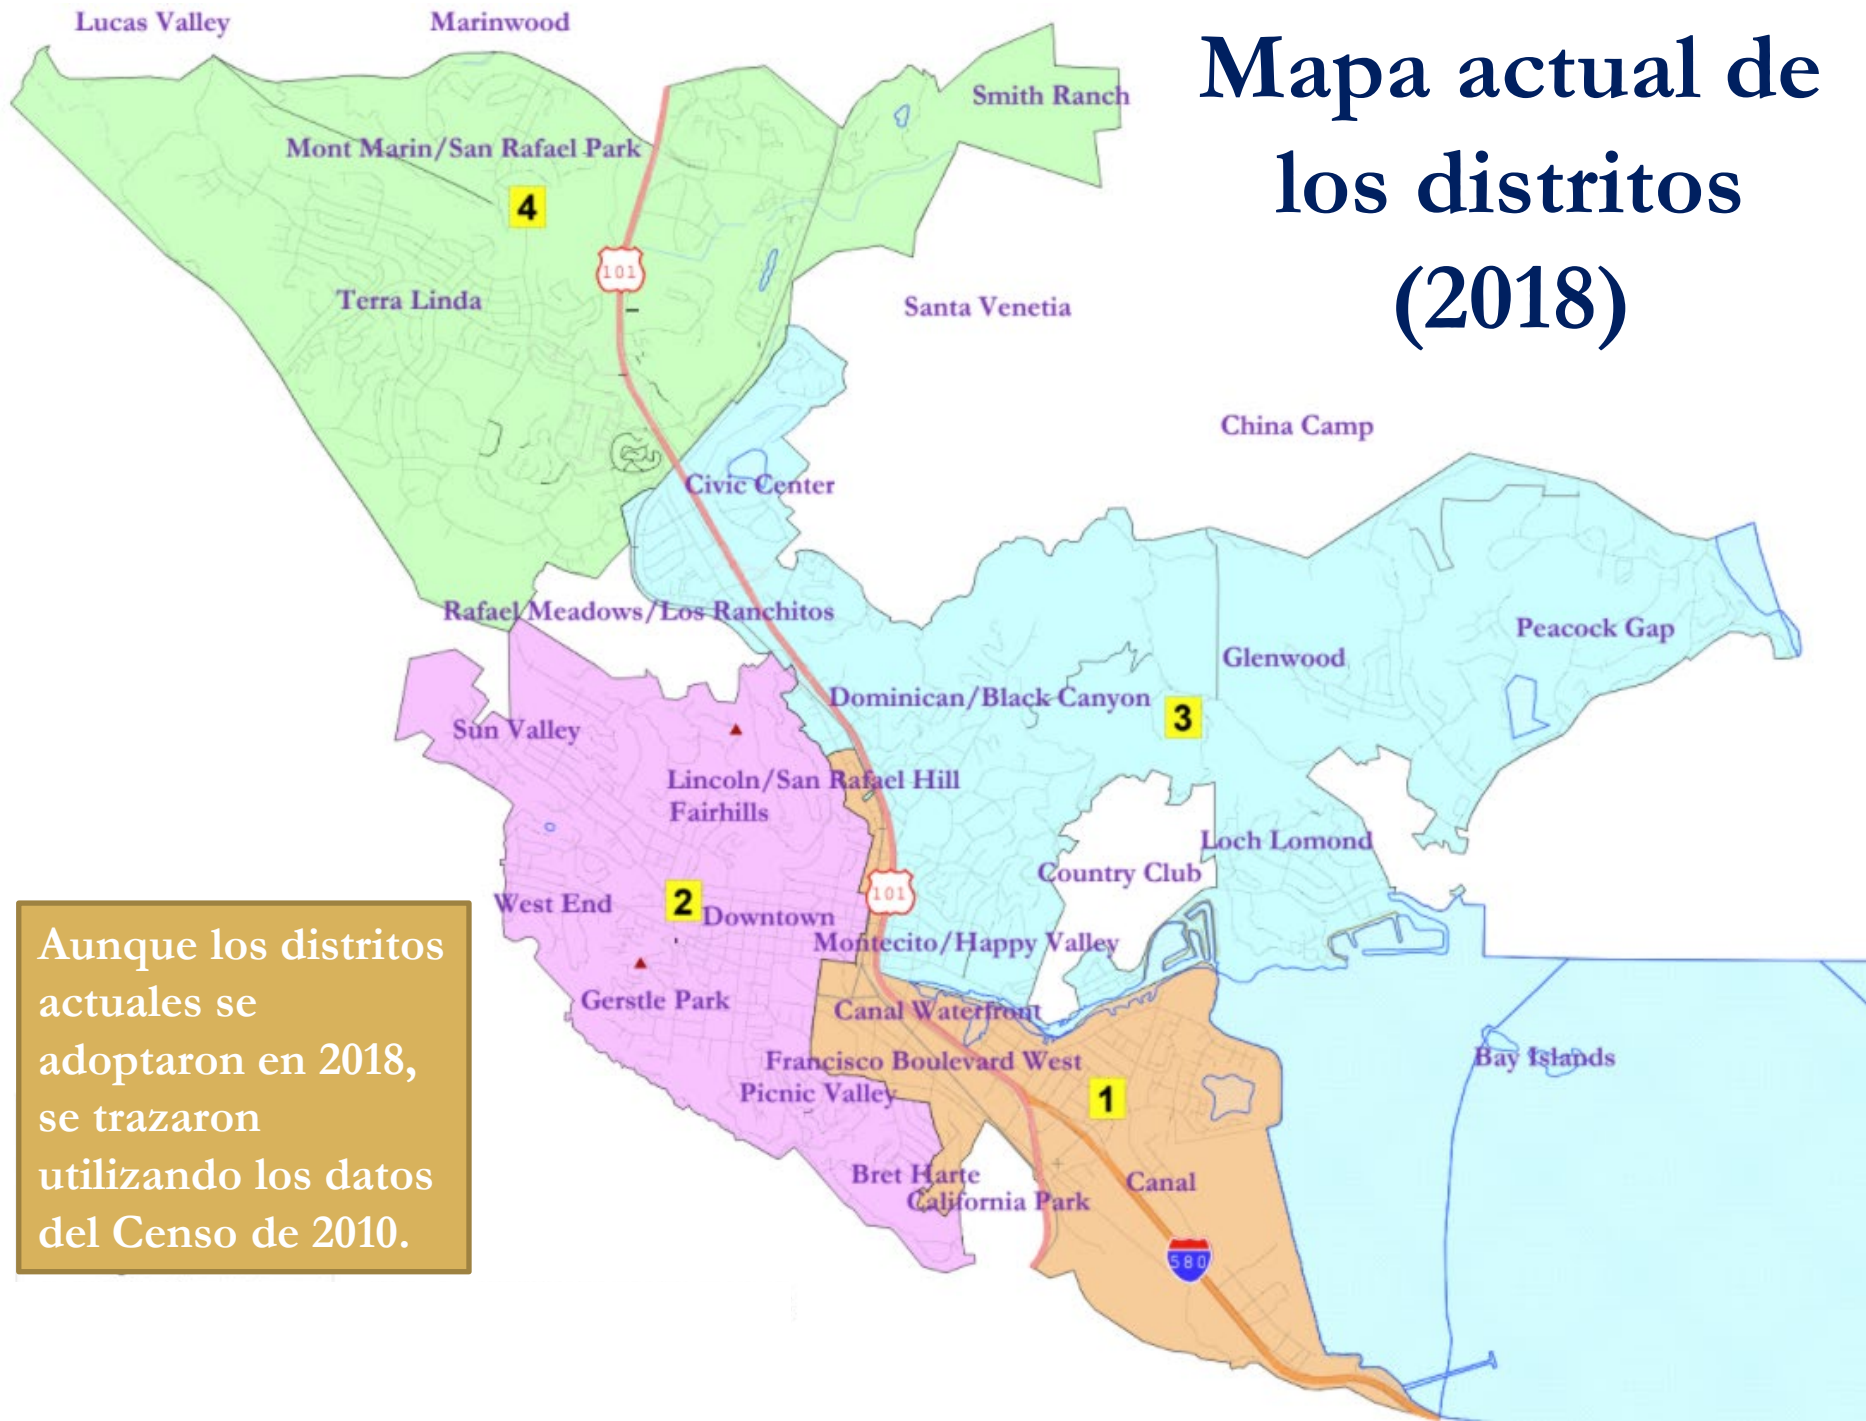 Mapa actual de
los distritos
(2018)
Lucas Valley
Marinwood
Smith Ranch
Mont Marin/San Rafael Park
4
101
Terra Linda
Santa Venetia
China Camp
Civic Center
Rafael Meadows/Los Ranchitos
Peacock Gap
Glenwood
Dominican/Black Canyon
3
Sun Valley
Lincoln/San Rafael Hill
Fairhills
Loch Lomond
Country Club
101
West End
2
Downtown
Montecito/Happy Valley
Gerstle Park
Canal Waterfront
Francisco Boulevard West
Bay Islands
Picnic Valley
1
Bret Harte
Canal
California Park
580
Aunque los distritos
actuales se
adoptaron en 2018,
se trazaron
utilizando los datos
del Censo de 2010.